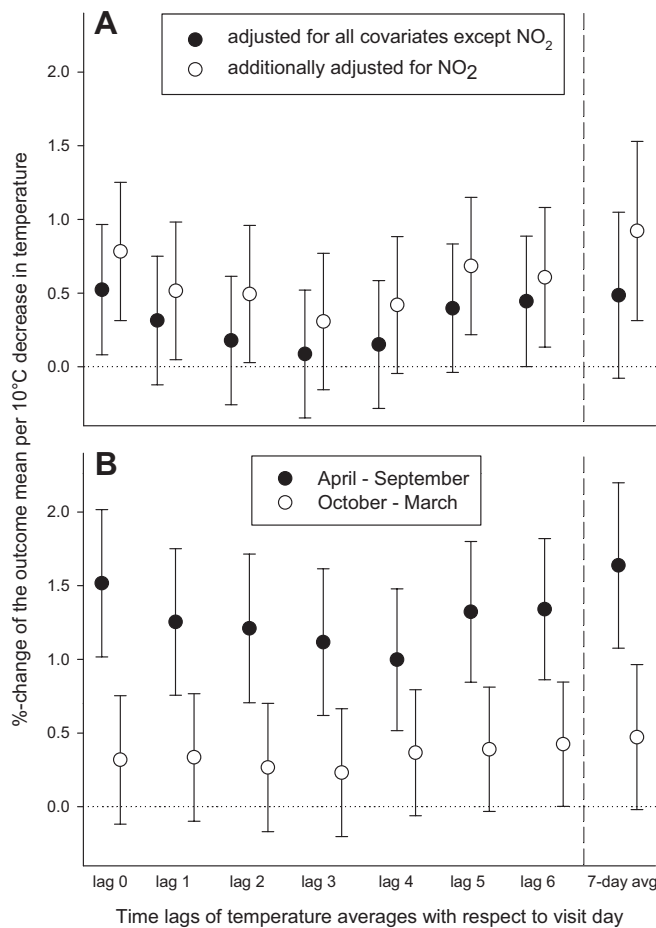 A
adjusted for all covariates except NO₂
additionally adjusted for NO₂
2.0
1.5
1.0
0.5
0.0
B
April - September
October - March
2.0
1.5
1.0
0.5
0.0
%-change of the outcome mean per 10°C decrease in temperature
lag 0 lag 1 lag 2 lag 3 lag 4 lag 5 lag 6 7-day avg
Time lags of temperature averages with respect to visit day